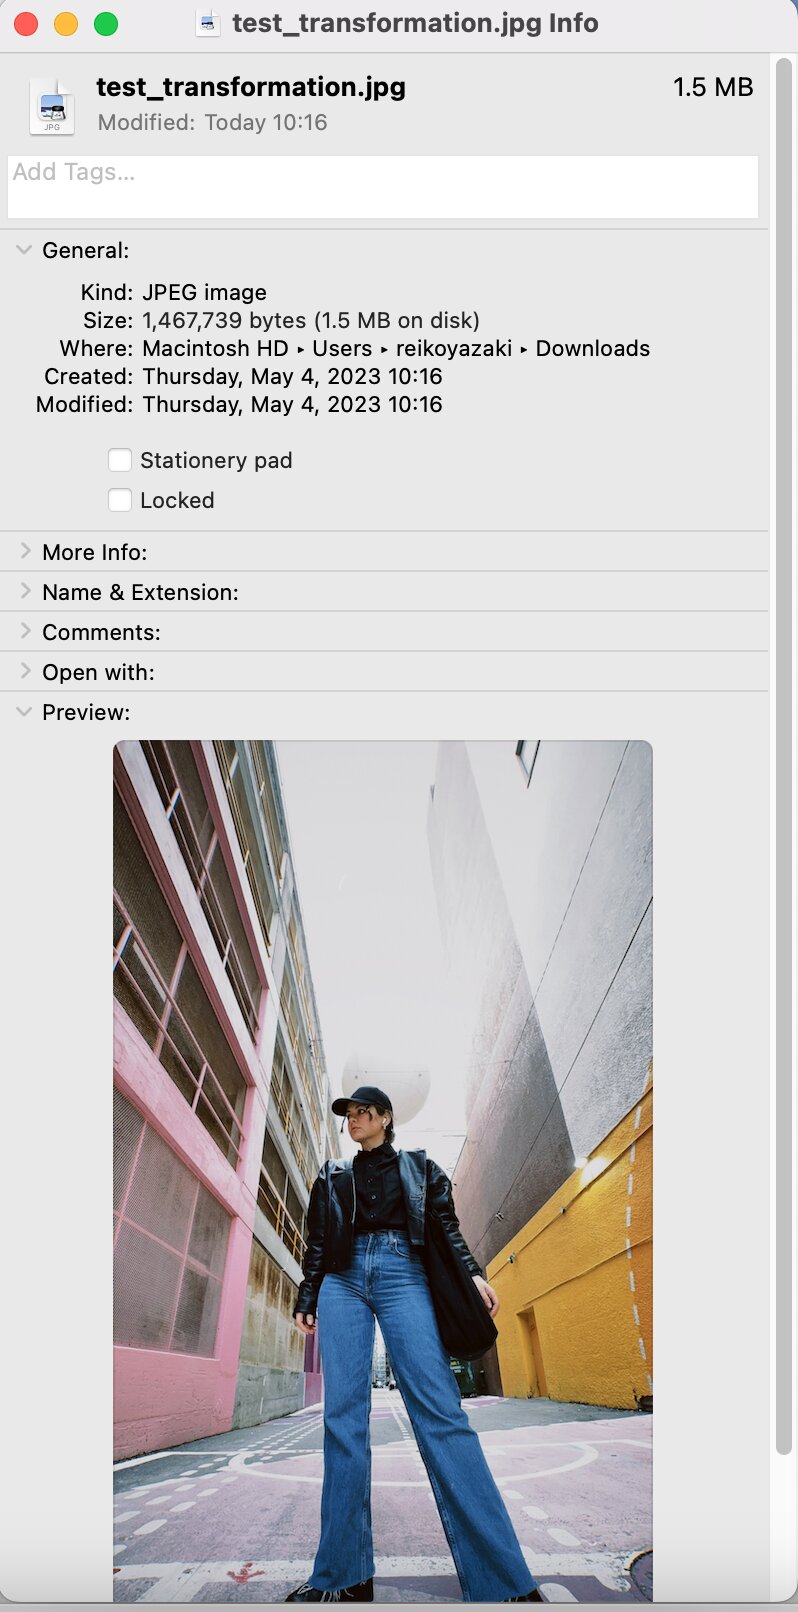 test_transformation.jpg Info
test_transformation.jpg 1.5 MB
Modified: Today 10:16
JPG
Add Tags...
General:
Kind: JPEG image
Size: 1,467,739 bytes (1.5 MB on disk)
Where: Macintosh HD ▸ Users ▸ reikoyazaki ▸ Downloads
Created: Thursday, May 4, 2023 10:16
Modified: Thursday, May 4, 2023 10:16
Stationery pad
Locked
More Info:
Name & Extension:
Comments:
Open with:
Preview: